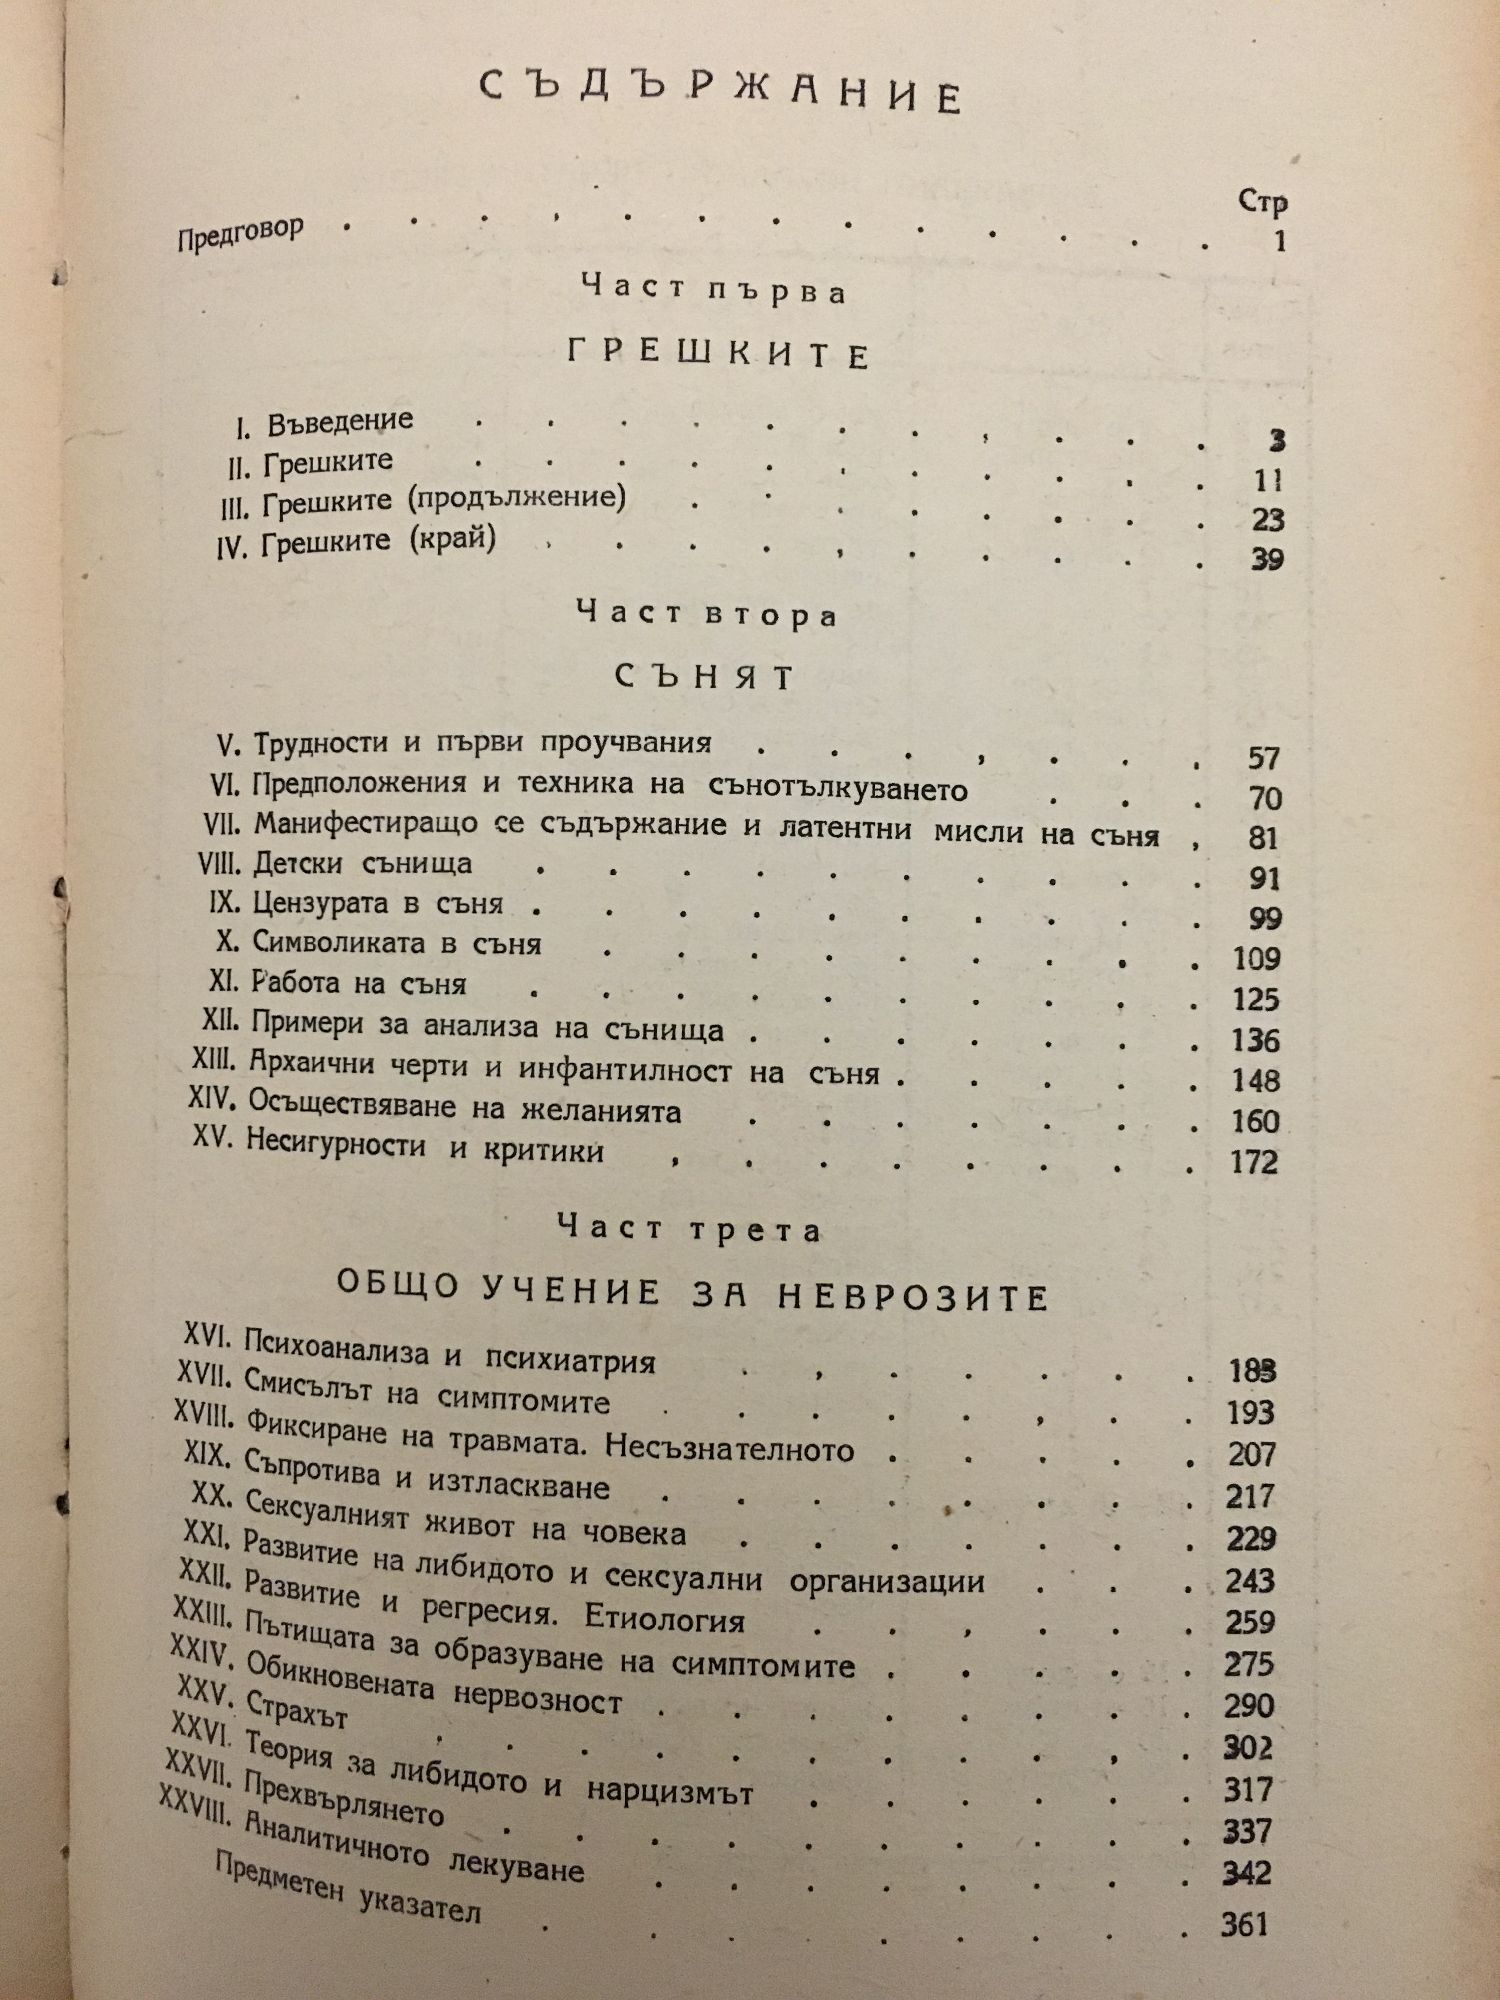 СЪДЪРЖАНИЕ
Стр
Предговор . . . . . . . . . . . . . 1
Част първа
ГРЕШКИТЕ
I. Въведение . . . . . . . . . . . 3
II. Грешките . . . . . . . . . . . 11
III. Грешките (продължение) . . . . . . . . 23
IV. Грешките (край) . . . . . . . . . . 39
Част втора
СЪНЯТ
V. Трудности и първи проучвания . . . . . . . 57
VI. Предположения и техника на сънотълкуването . . . 70
VII. Манифестиращо се съдържание и латентни мисли на съня . 81
VIII. Детски сънища . . . . . . . . . . 91
IX. Цензурата в съня . . . . . . . . . . 99
X. Символиката в съня . . . . . . . . . 109
XI. Работа на съня . . . . . . . . . . 125
XII. Примери за анализа на сънища . . . . . . . 136
XIII. Архаични черти и инфантилност на съня . . . . . 148
XIV. Осъществяване на желанията . . . . . . . 160
XV. Несигурности и критики . . . . . . . . 172
Част трета
ОБЩО УЧЕНИЕ ЗА НЕВРОЗИТЕ
XVI. Психоанализа и психиатрия . . . . . . . 183
XVII. Смисълът на симптомите . . . . . . . . 193
XVIII. Фиксиране на травмата. Несъзнателното . . . . . 207
XIX. Съпротива и изтласкване . . . . . . . . 217
XX. Сексуалният живот на човека . . . . . . . 229
XXI. Развитие на либидото и сексуални организации . . . 243
XXII. Развитие и регресия. Етиология . . . . . . 259
XXIII. Пътищата за образуване на симптомите . . . . . 275
XXIV. Обикновената нервозност . . . . . . . . 290
XXV. Страхът . . . . . . . . . . . 302
XXVI. Теория за либидото и нарцизмът . . . . . . 317
XXVII. Прехвърлянето . . . . . . . . . . 337
XXVIII. Аналитичното лекуване . . . . . . . . 342
Предметен указател . . . . . . . . 361